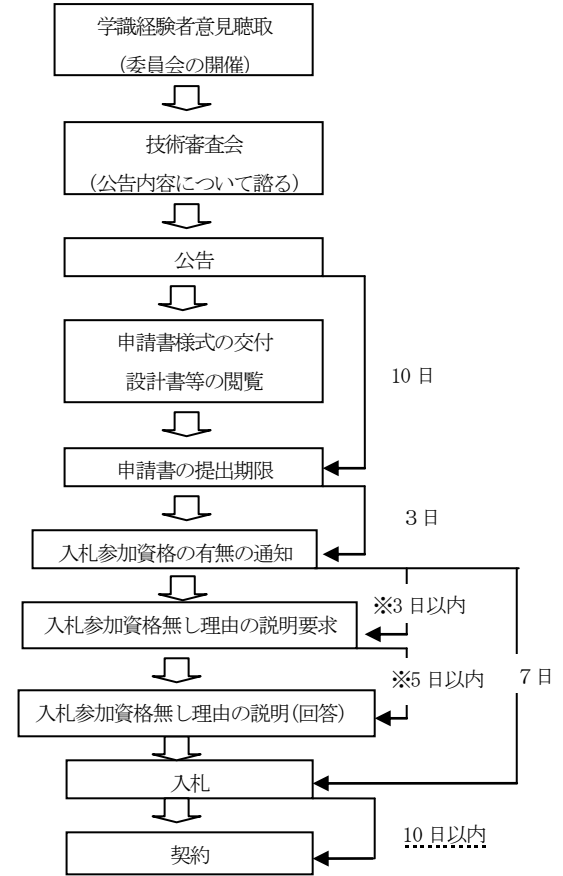 学識経験者意見聴取
(委員会の開催)
技術審査会
(公告内容について諮る)
公告
申請書様式の交付
設計書等の閲覧
10 日
申請書の提出期限
３日
入札参加資格の有無の通知
※3 日以内
入札参加資格無し理由の説明要求
※5 日以内
７日
入札参加資格無し理由の説明(回答)
入札
10 日以内
契約